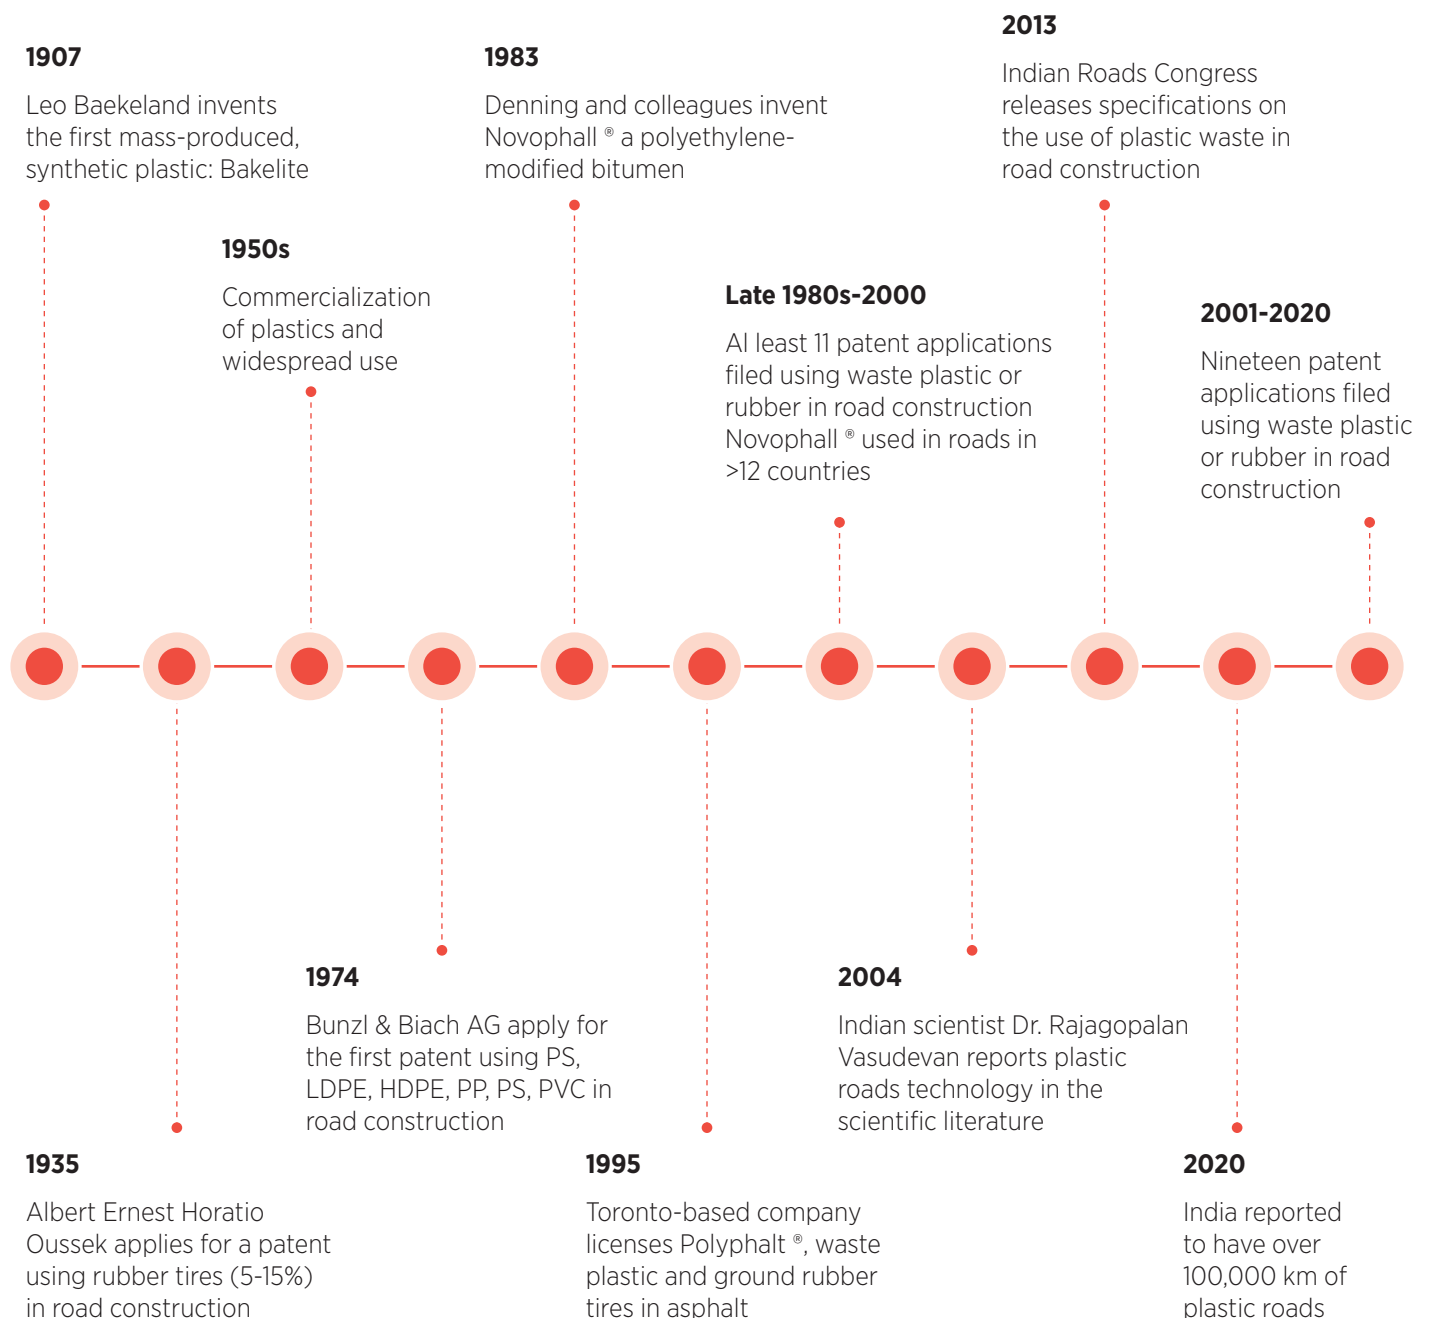 1907
Leo Baekeland invents
the first mass-produced,
synthetic plastic: Bakelite
1950s
Commercialization
of plastics and
widespread use
1983
Denning and colleagues invent
Novophall ® a polyethylene-
modified bitumen
Late 1980s-2000
Al least 11 patent applications
filed using waste plastic or
rubber in road construction
Novophall ® used in roads in
>12 countries
2013
Indian Roads Congress
releases specifications on
the use of plastic waste in
road construction
2001-2020
Nineteen patent
applications filed
using waste plastic
or rubber in road
construction
1935
Albert Ernest Horatio
Oussek applies for a patent
using rubber tires (5-15%)
in road construction
1974
Bunzl & Biach AG apply for
the first patent using PS,
LDPE, HDPE, PP, PS, PVC in
road construction
1995
Toronto-based company
licenses Polyphalt ®, waste
plastic and ground rubber
tires in asphalt
2004
Indian scientist Dr. Rajagopalan
Vasudevan reports plastic
roads technology in the
scientific literature
2020
India reported
to have over
100,000 km of
plastic roads